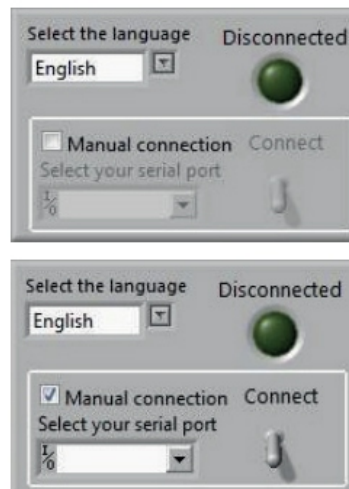 Select the language
Disconnected
English
Manual connection
Connect
Select your serial port
I/O
Select the language
Disconnected
English
Manual connection
Connect
Select your serial port
I/O